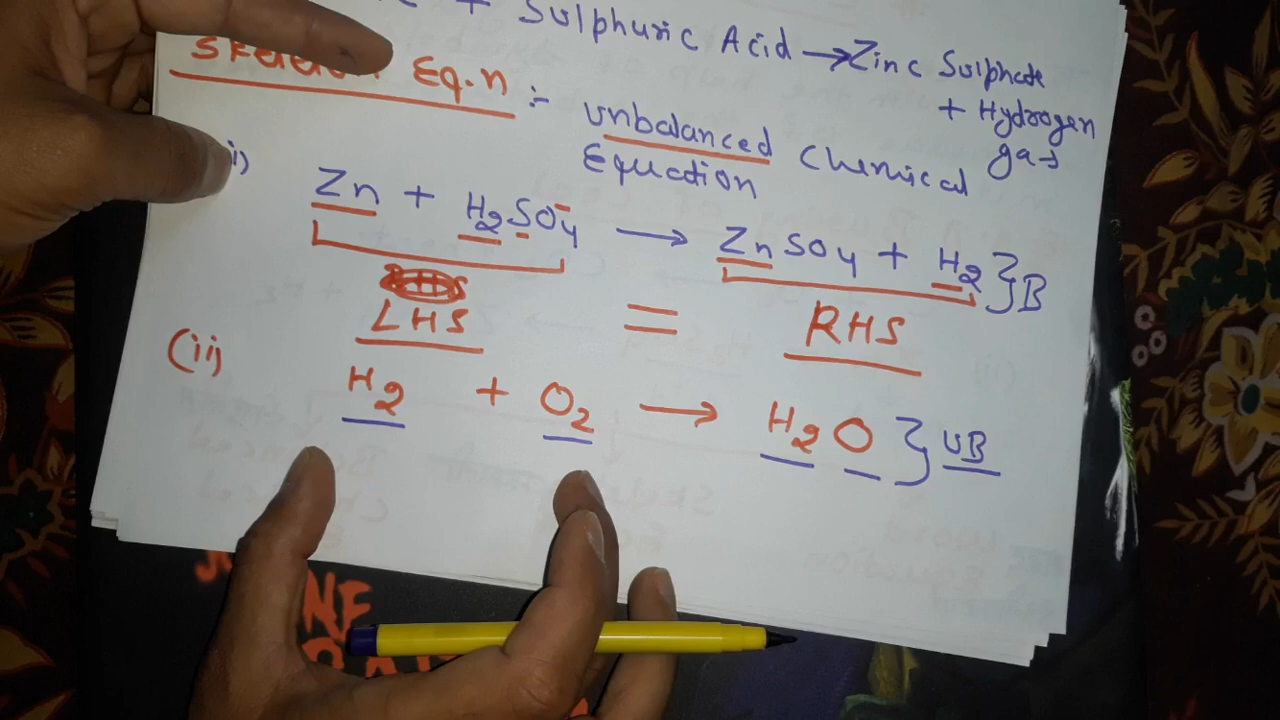 + Sulphuric Acid → Zinc Sulphate
+ Hydrogen
gas
Skeleton Eq.n :- unbalanced Chemical
Equation
i)
Zn + H2SO4 → ZnSO4 + H2 } B
LHS = RHS
(ii)
H2 + O2 → H2O } UB